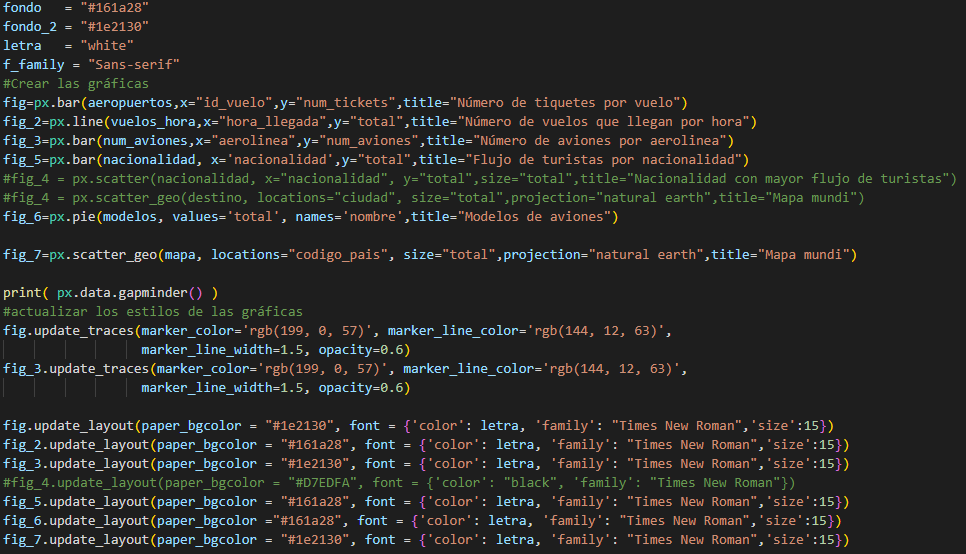 fondo   = "#161a28"
fondo_2 = "#1e2130"
letra   = "white"
f_family = "Sans-serif"
#Crear las gráficas
fig=px.bar(aeropuertos,x="id_vuelo",y="num_tickets",title="Número de tiquetes por vuelo")
fig_2=px.line(vuelos_hora,x="hora_llegada",y="total",title="Número de vuelos que llegan por hora")
fig_3=px.bar(num_aviones,x="aerolinea",y="num_aviones",title="Número de aviones por aerolinea")
fig_5=px.bar(nacionalidad, x='nacionalidad',y="total",title="Flujo de turistas por nacionalidad")
#fig_4 = px.scatter(nacionalidad, x="nacionalidad", y="total",size="total",title="Nacionalidad con mayor flujo de turistas")
#fig_4 = px.scatter_geo(destino, locations="ciudad", size="total",projection="natural earth",title="Mapa mundi")
fig_6=px.pie(modelos, values='total', names='nombre',title="Modelos de aviones")
fig_7=px.scatter_geo(mapa, locations="codigo_pais", size="total",projection="natural earth",title="Mapa mundi")
print( px.data.gapminder() )
#actualizar los estilos de las gráficas
fig.update_traces(marker_color='rgb(199, 0, 57)', marker_line_color='rgb(144, 12, 63)',
                  marker_line_width=1.5, opacity=0.6)
fig_3.update_traces(marker_color='rgb(199, 0, 57)', marker_line_color='rgb(144, 12, 63)',
                  marker_line_width=1.5, opacity=0.6)
fig.update_layout(paper_bgcolor = "#1e2130", font = {'color': letra, 'family': "Times New Roman",'size':15})
fig_2.update_layout(paper_bgcolor = "#161a28", font = {'color': letra, 'family': "Times New Roman",'size':15})
fig_3.update_layout(paper_bgcolor = "#1e2130", font = {'color': letra, 'family': "Times New Roman",'size':15})
#fig_4.update_layout(paper_bgcolor = "#D7EDFA", font = {'color': "black", 'family': "Times New Roman"})
fig_5.update_layout(paper_bgcolor = "#161a28", font = {'color': letra, 'family': "Times New Roman",'size':15})
fig_6.update_layout(paper_bgcolor ="#161a28", font = {'color': letra, 'family': "Times New Roman",'size':15})
fig_7.update_layout(paper_bgcolor = "#1e2130", font = {'color': letra, 'family': "Times New Roman",'size':15})